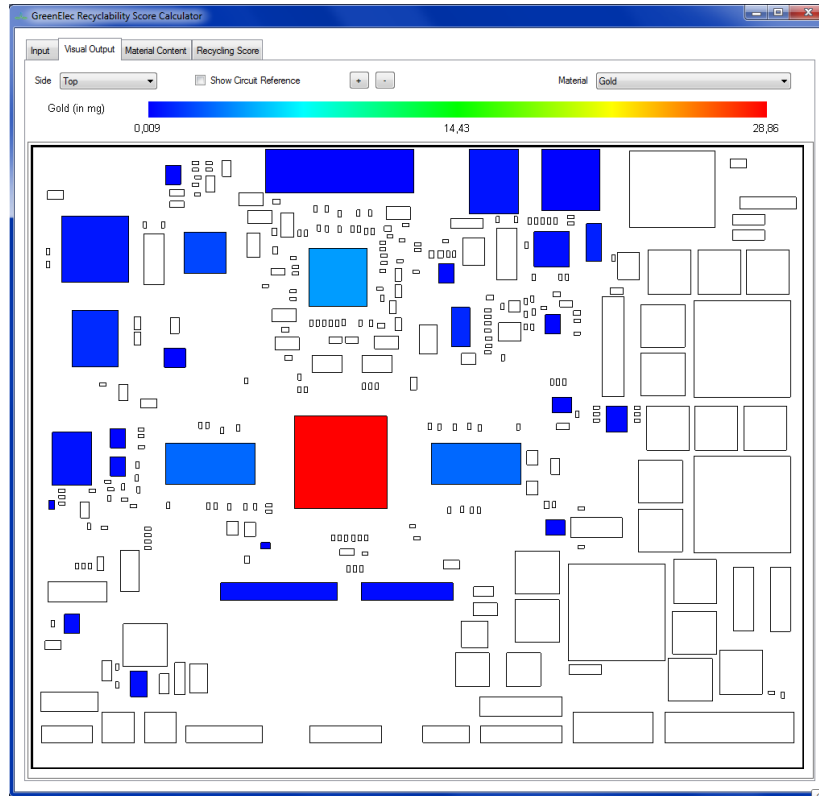 GreenElec Recyclability Score Calculator
Input Visual Output Material Content Recycling Score
Side Top Show Circuit Reference + - Material Gold
Gold (in mg)
0,009 14,43 28,86